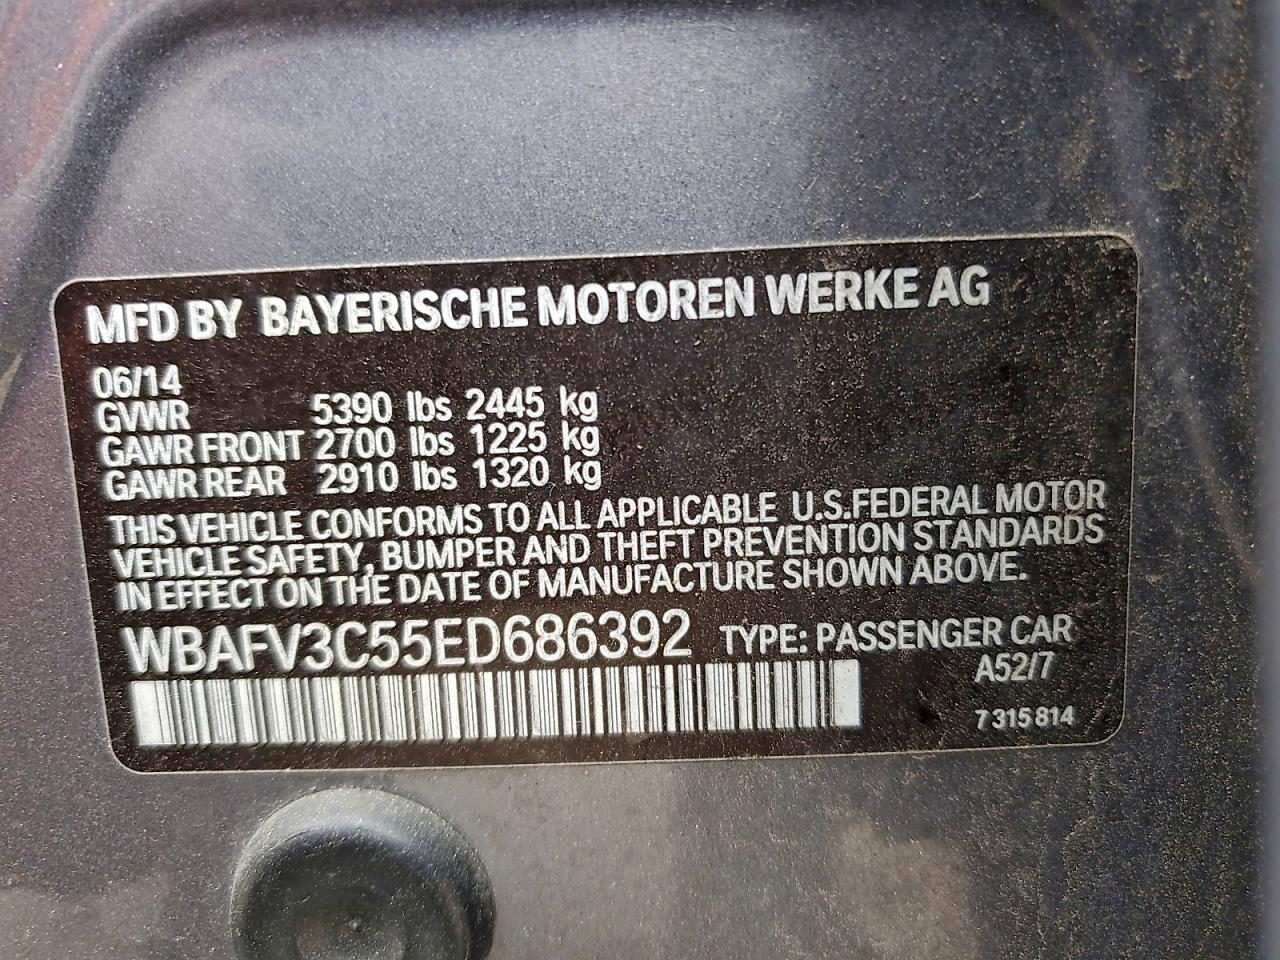 MFD BY BAYERISCHE MOTOREN WERKE AG
06/14
GVWR 5390 lbs 2445 kg
GAWR FRONT 2700 lbs 1225 kg
GAWR REAR 2910 lbs 1320 kg
THIS VEHICLE CONFORMS TO ALL APPLICABLE U.S.FEDERAL MOTOR
VEHICLE SAFETY, BUMPER AND THEFT PREVENTION STANDARDS
IN EFFECT ON THE DATE OF MANUFACTURE SHOWN ABOVE.
WBAFV3C55ED686392 TYPE: PASSENGER CAR
A52/7
7 315 814